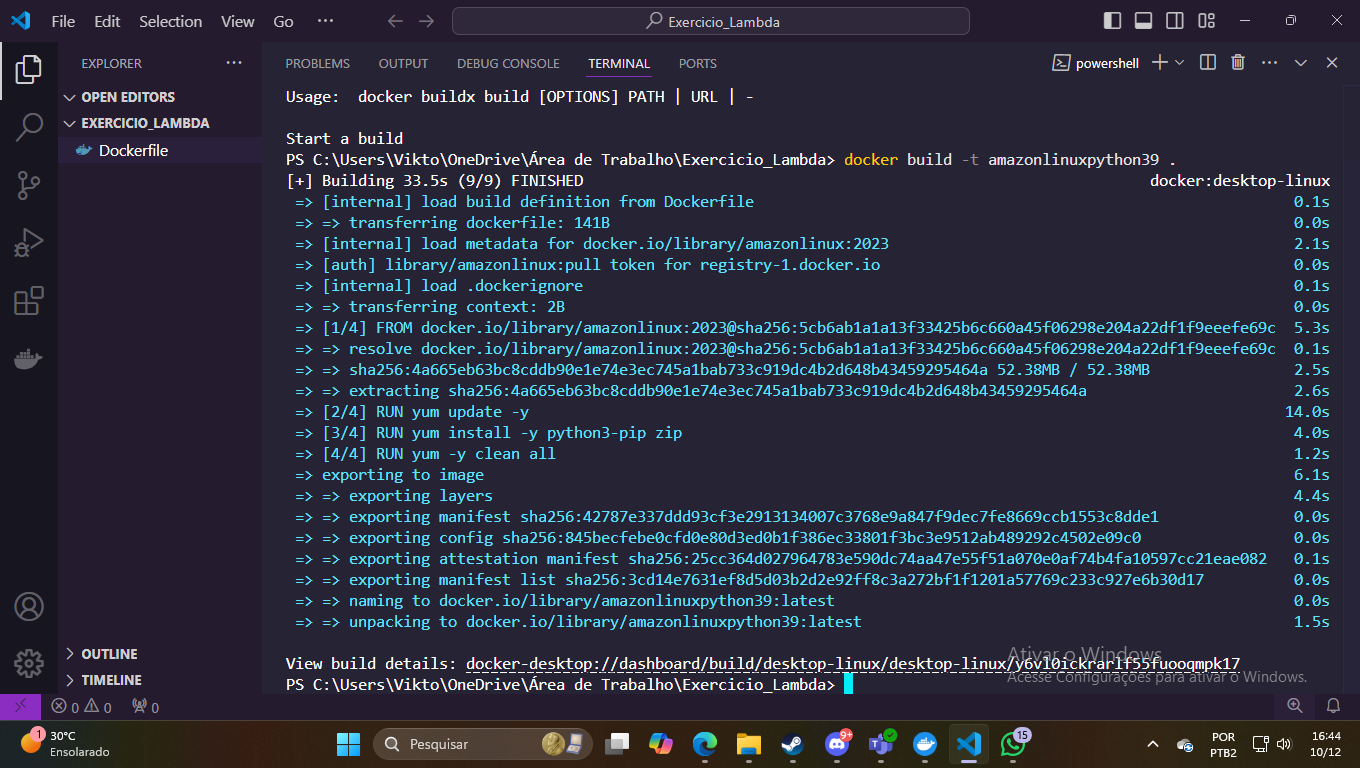 File Edit Selection View Go ···
Exercicio_Lambda
EXPLORER
OPEN EDITORS
EXERCICIO_LAMBDA
Dockerfile
OUTLINE
TIMELINE
PROBLEMS OUTPUT DEBUG CONSOLE TERMINAL PORTS
powershell
Usage:  docker buildx build [OPTIONS] PATH | URL | -
Start a build
PS C:\Users\Vikto\OneDrive\Área de Trabalho\Exercicio_Lambda> docker build -t amazonlinuxpython39 .
[+] Building 33.5s (9/9) FINISHED docker:desktop-linux
=> [internal] load build definition from Dockerfile 0.1s
=> => transferring dockerfile: 141B 0.0s
=> [internal] load metadata for docker.io/library/amazonlinux:2023 2.1s
=> [auth] library/amazonlinux:pull token for registry-1.docker.io 0.0s
=> [internal] load .dockerignore 0.1s
=> => transferring context: 2B 0.0s
=> [1/4] FROM docker.io/library/amazonlinux:2023@sha256:5cb6ab1a1a13f33425b6c660a45f06298e204a22df1f9eeefe69c 5.3s
=> => resolve docker.io/library/amazonlinux:2023@sha256:5cb6ab1a1a13f33425b6c660a45f06298e204a22df1f9eeefe69c 0.1s
=> => sha256:4a665eb63bc8cddb90e1e74e3ec745a1bab733c919dc4b2d648b43459295464a 52.38MB / 52.38MB 2.5s
=> => extracting sha256:4a665eb63bc8cddb90e1e74e3ec745a1bab733c919dc4b2d648b43459295464a 2.6s
=> [2/4] RUN yum update -y 14.0s
=> [3/4] RUN yum install -y python3-pip zip 4.0s
=> [4/4] RUN yum -y clean all 1.2s
=> exporting to image 6.1s
=> => exporting layers 4.4s
=> => exporting manifest sha256:42787e337ddd93cf3e2913134007c3768e9a847f9dec7fe8669ccb1553c8dde1 0.0s
=> => exporting config sha256:845becfebe0cfd0e80d3ed0b1f386ec33801f3bc3e9512ab489292c4502e09c0 0.0s
=> => exporting attestation manifest sha256:25cc364d027964783e590dc74aa47e55f51a070e0af74b4fa10597cc21eae082 0.1s
=> => exporting manifest list sha256:3cd14e7631ef8d5d03b2d2e92ff8c3a272bf1f1201a57769c233c927e6b30d17 0.0s
=> => naming to docker.io/library/amazonlinuxpython39:latest 0.0s
=> => unpacking to docker.io/library/amazonlinuxpython39:latest 1.5s
View build details: docker-desktop://dashboard/build/desktop-linux/desktop-linux/y6vl0ickrarlf55fuooqmpk17
PS C:\Users\Vikto\OneDrive\Área de Trabalho\Exercicio_Lambda>
Ativar o Windows
Acesse Configurações para ativar o Windows.
0 0 0
1
30°C
Ensolarado
Pesquisar
9+
15
POR
PTB2
16:44
10/12